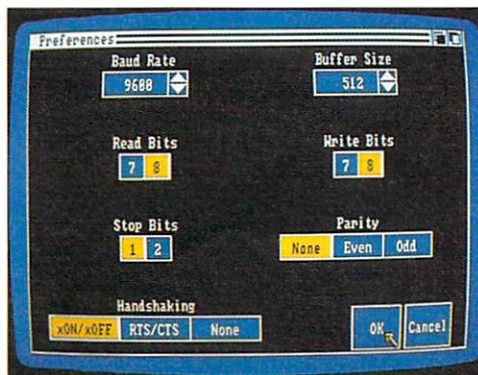 Preferences
Baud Rate
9600
Buffer Size
512
Read Bits
7 8
Write Bits
7 8
Stop Bits
1 2
Parity
None Even Odd
Handshaking
xON/xOFF RTS/CTS None
OK Cancel